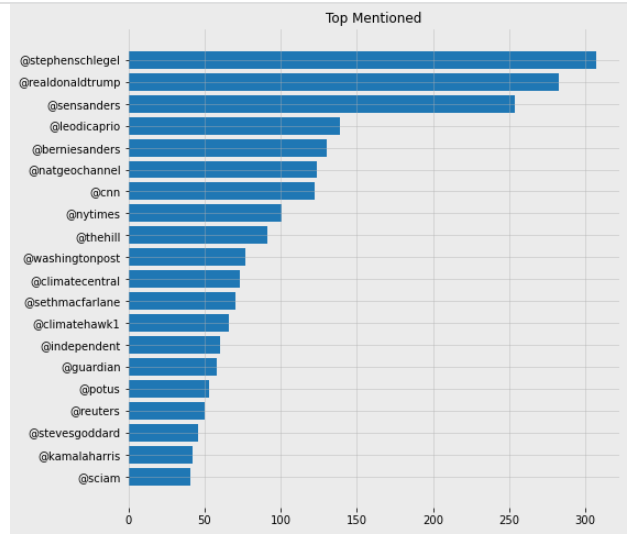 Top Mentioned
@stephenschlegel
@realdonaldtrump
@sensanders
@leodicaprio
@berniesanders
@natgeochannel
@cnn
@nytimes
@thehill
@washingtonpost
@climatecentral
@sethmacfarlane
@climatehawk1
@independent
@guardian
@potus
@reuters
@stevesgoddard
@kamalaharris
@sciam
0 50 100 150 200 250 300